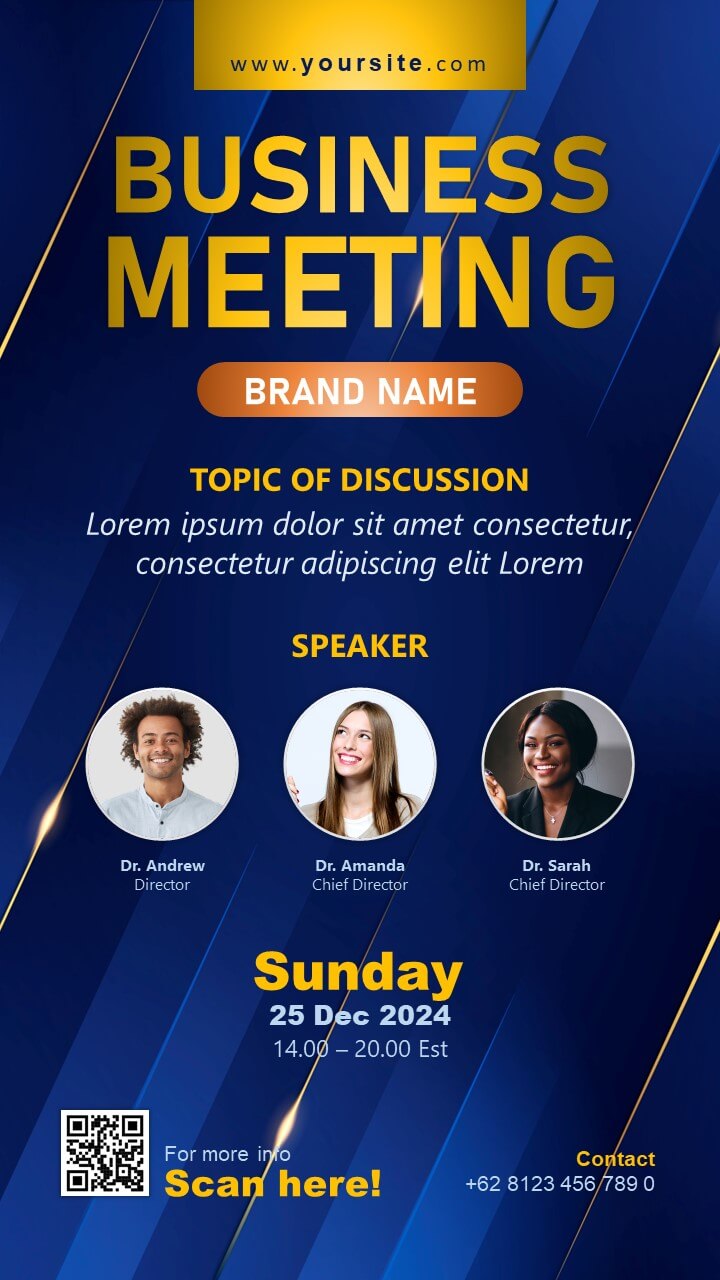 www.yoursite.com
BUSINESS
MEETING
BRAND NAME
TOPIC OF DISCUSSION
Lorem ipsum dolor sit amet consectetur,
consectetur adipiscing elit Lorem
SPEAKER
Dr. Andrew
Director
Dr. Amanda
Chief Director
Dr. Sarah
Chief Director
Sunday
25 Dec 2024
14.00 – 20.00 Est
For more info
Scan here!
Contact
+62 8123 456 789 0